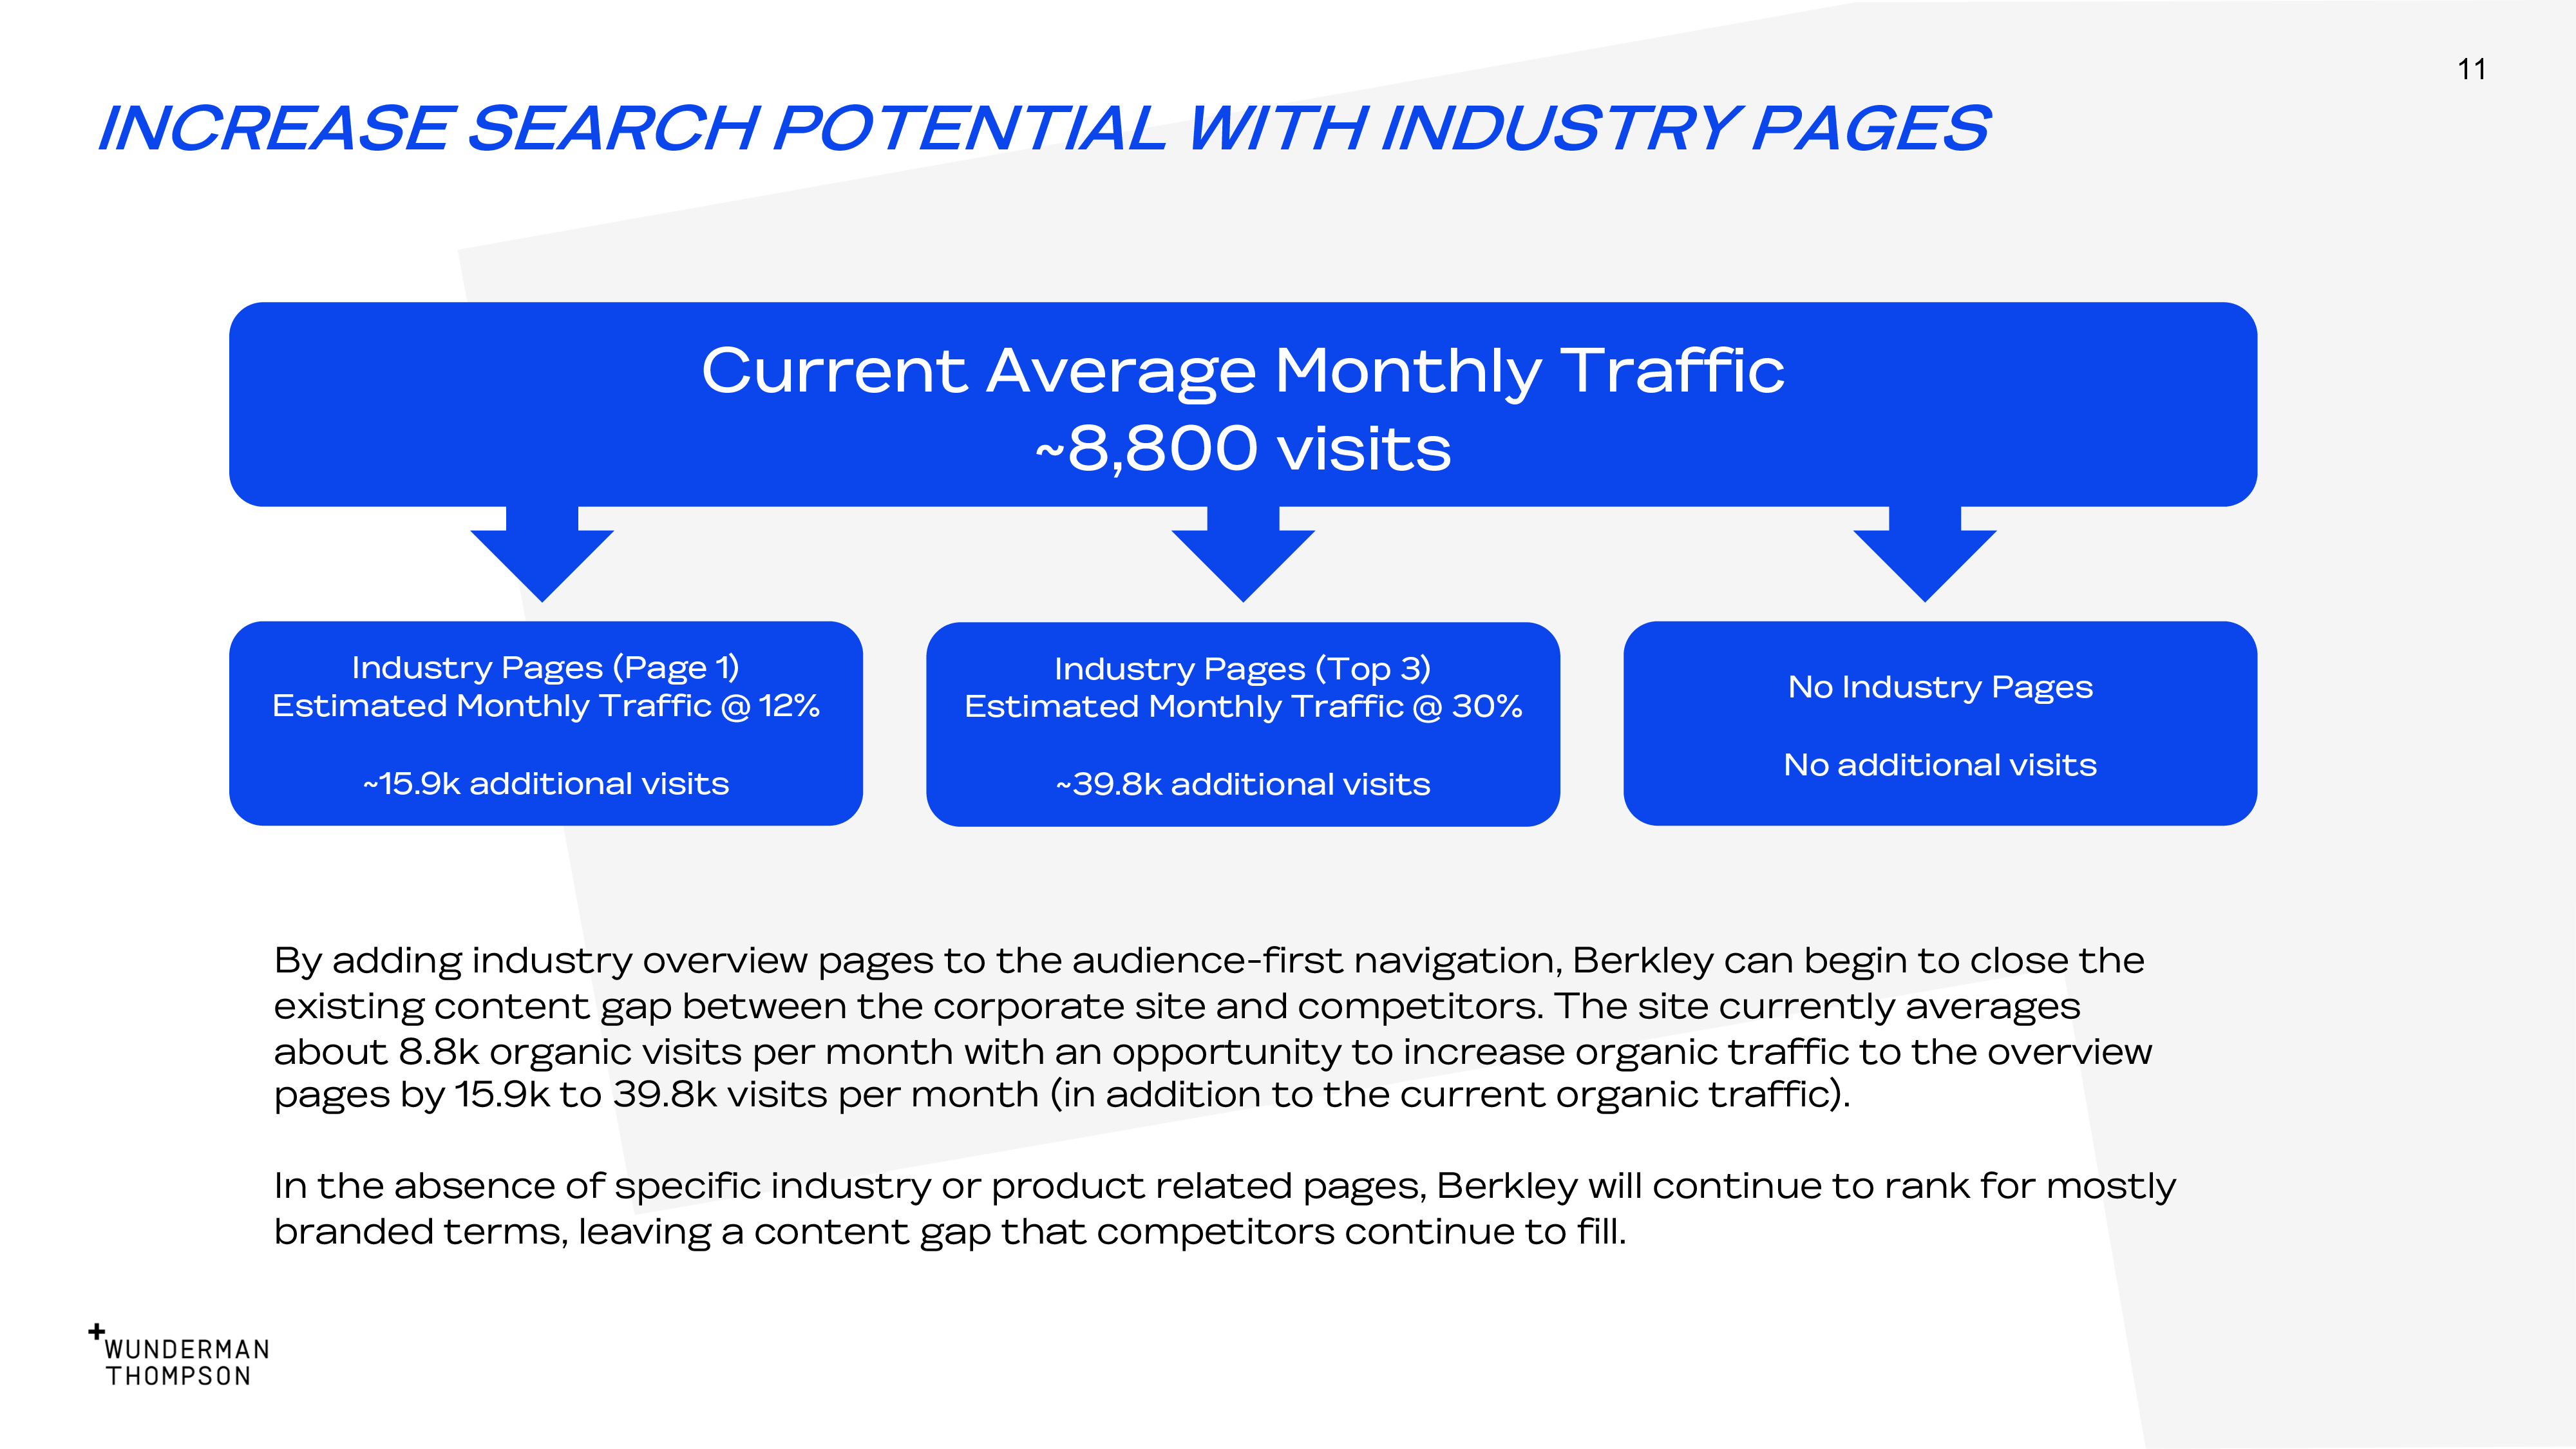 11
INCREASE SEARCH POTENTIAL WITH INDUSTRY PAGES
Current Average Monthly Traffic
~8,800 visits
Industry Pages (Page 1)
Estimated Monthly Traffic @ 12%
~15.9k additional visits
Industry Pages (Top 3)
Estimated Monthly Traffic @ 30%
~39.8k additional visits
No Industry Pages
No additional visits
By adding industry overview pages to the audience-first navigation, Berkley can begin to close the
existing content gap between the corporate site and competitors. The site currently averages
about 8.8k organic visits per month with an opportunity to increase organic traffic to the overview
pages by 15.9k to 39.8k visits per month (in addition to the current organic traffic).
In the absence of specific industry or product related pages, Berkley will continue to rank for mostly
branded terms, leaving a content gap that competitors continue to fill.
+WUNDERMAN
THOMPSON